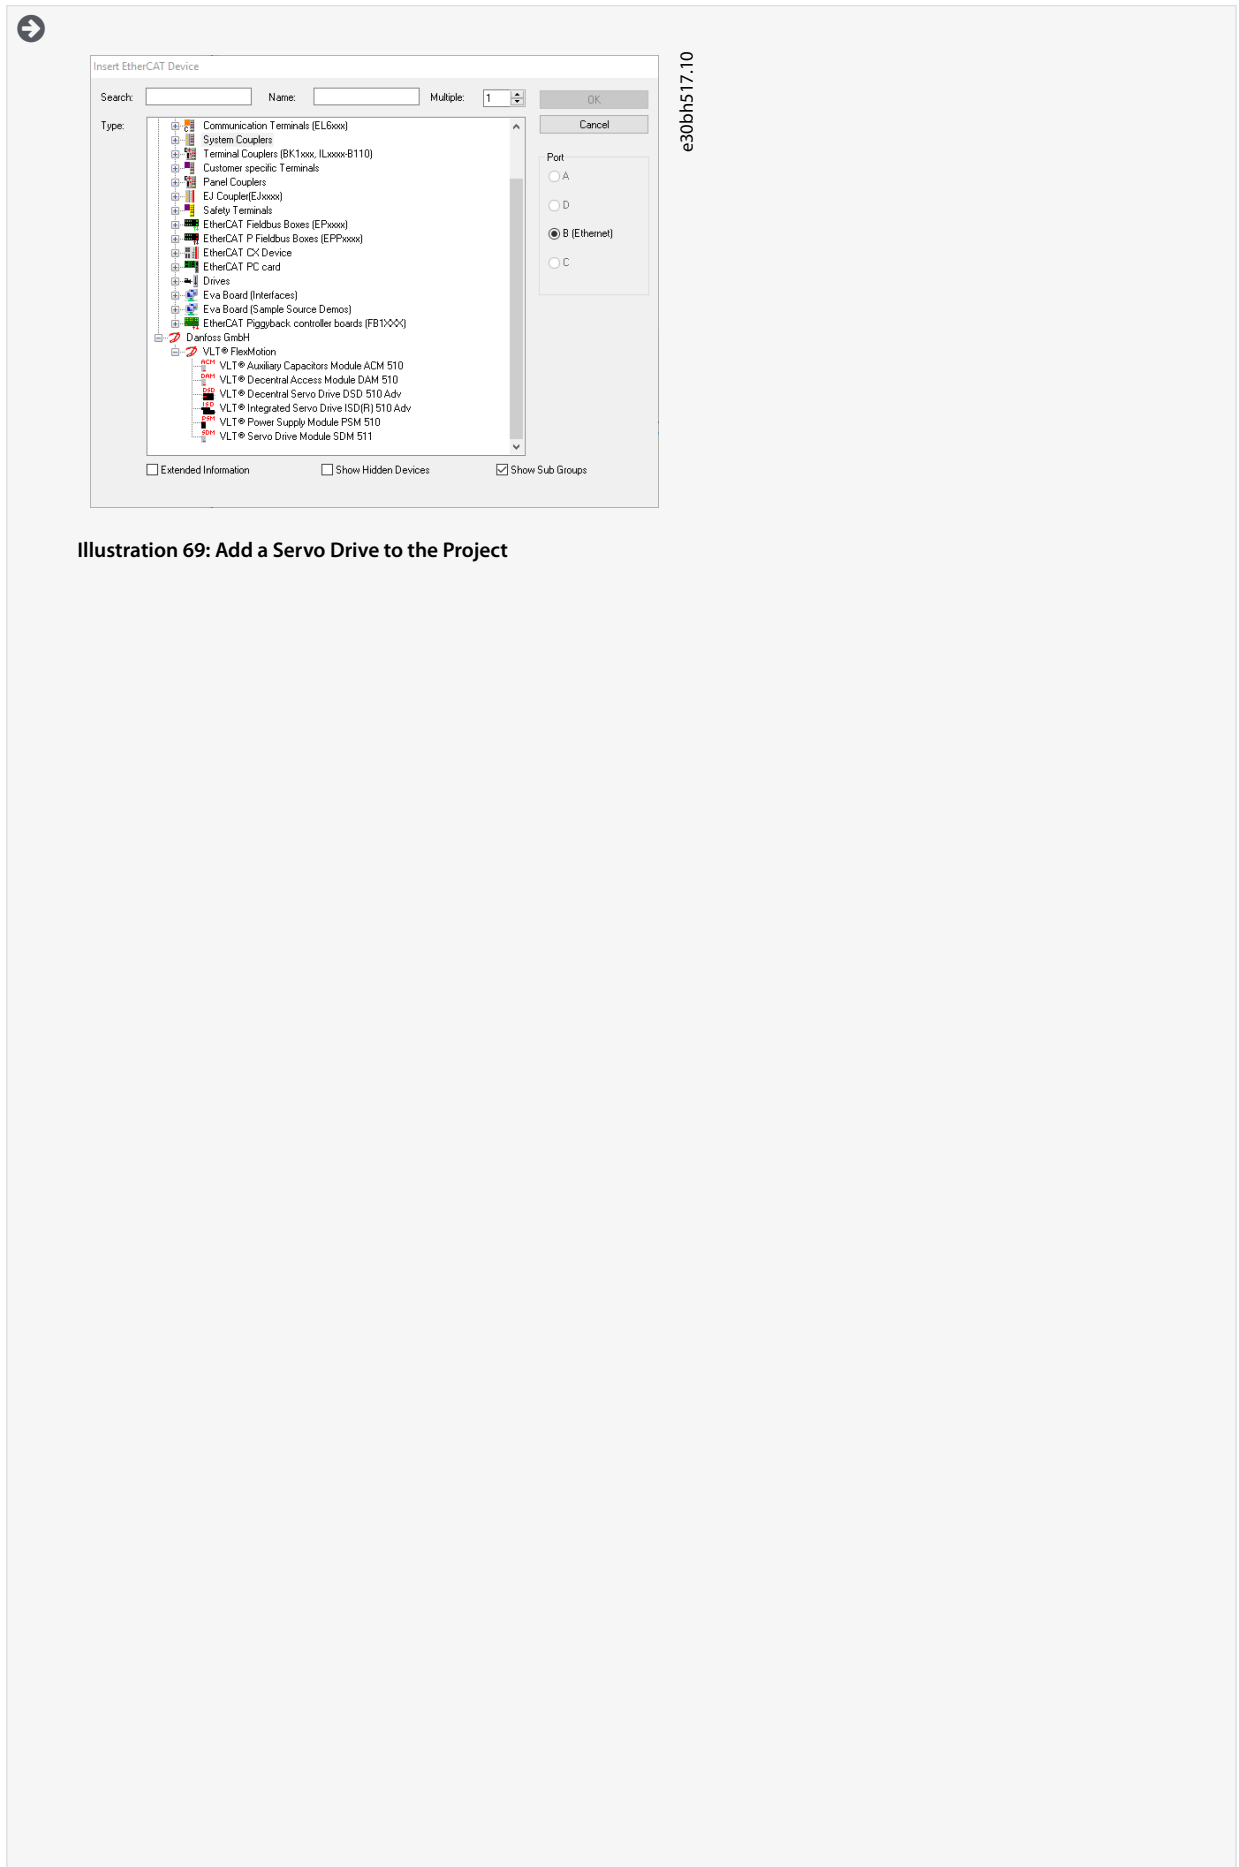 Insert EtherCAT Device
Search: Name: Multiple: 1 OK
Type: Cancel
Communication Terminals (EL6xxx)
System Couplers
Terminal Couplers (BK1xxx, ILxxxx-B110)
Customer specific Terminals
Panel Couplers
EJ Coupler(EJxxxx)
Safety Terminals
EtherCAT Fieldbus Boxes (EPxxxx)
EtherCAT P Fieldbus Boxes (EPPxxxx)
EtherCAT CX Device
EtherCAT PC card
Drives
Eva Board (Interfaces)
Eva Board (Sample Source Demos)
EtherCAT Piggyback controller boards (FB1XXX)
Danfoss GmbH
VLT® FlexMotion
ACM VLT® Auxiliary Capacitors Module ACM 510
DAM VLT® Decentral Access Module DAM 510
DSD VLT® Decentral Servo Drive DSD 510 Adv
ISD VLT® Integrated Servo Drive ISD(R) 510 Adv
PSM VLT® Power Supply Module PSM 510
SDM VLT® Servo Drive Module SDM 511
Port
A
D
B (Ethernet)
C
Extended Information Show Hidden Devices Show Sub Groups
e30bh517.10
Illustration 69: Add a Servo Drive to the Project